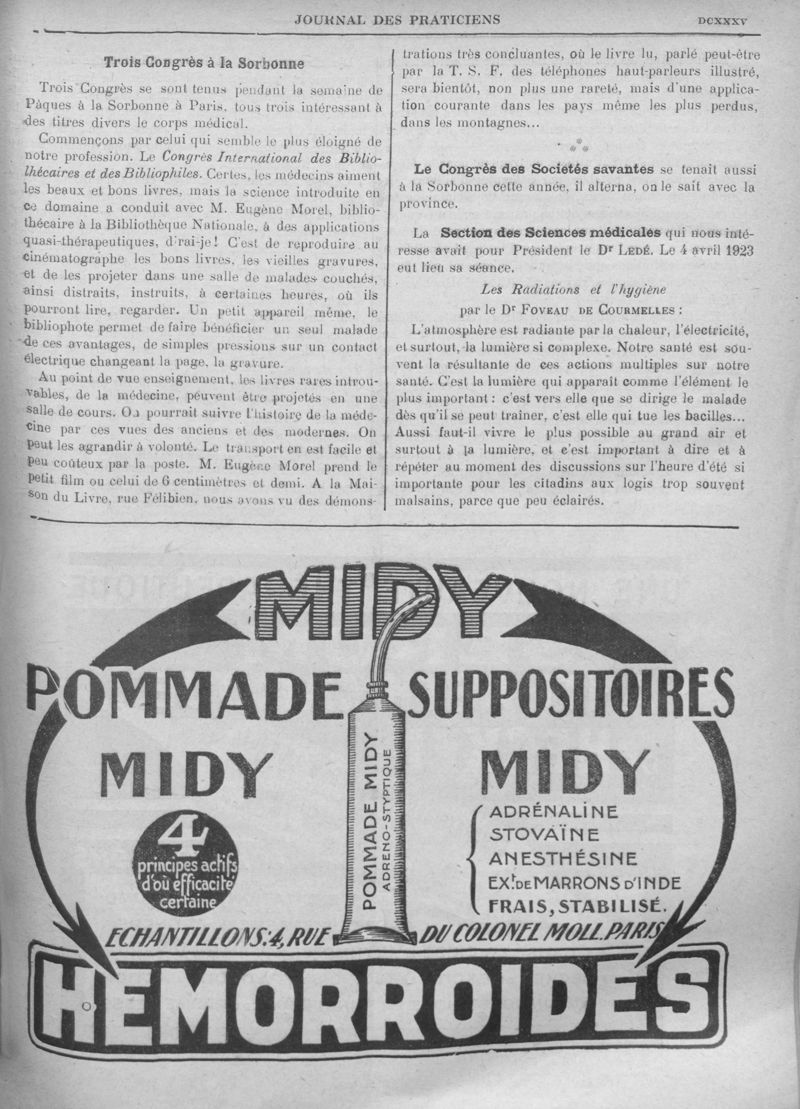 JOURNAL DES PRATICIENS
DCXXXV
Trois Congrès à la Sorbonne
Trois Congrès se sont tenus pendant la semaine de
Pâques à la Sorbonne à Paris, tous trois intéressant à
des titres divers le corps médical.
Commençons par celui qui semble le plus éloigné de
notre profession. Le Congrès International des Biblio-
thécaires et des Bibliophiles. Certes, les médecins aiment
les beaux et bons livres, mais la science introduite en
ce domaine a conduit avec M. Eugène Morel, biblio-
thécaire à la Bibliothèque Nationale, à des applications
quasi-thérapeutiques, d'rai-je! C'est de reproduire au
cinématographe les bons livres, les vieilles gravures,
et de les projeter dans une salle de malades couchés,
ainsi distraits, instruits, à certaines heures, où ils
pourront lire, regarder. Un petit appareil même, le
bibliophote permet de faire bénéficier un seul malade
de ces avantages, de simples pressions sur un contact
électrique changeant la page, la gravure.
Au point de vue enseignement, les livres rares introu-
vables, de la médecine, peuvent être projetés en une
salle de cours. On pourrait suivre l'histoire de la méde-
cine par ces vues des anciens et des modernes. On
peut les agrandir à volonté. Le transport en est facile et
peu coûteux par la poste. M. Eugène Morel prend le
petit film ou celui de 6 centimètres et demi. A la Mai-
son du Livre, rue Félibien, nous avons vu des démons-
trations très concluantes, où le livre lu, parlé peut-être
par la T. S. F. des téléphones haut-parleurs illustré,
sera bientôt, non plus une rareté, mais d'une applica-
tion courante dans les pays même les plus perdus,
dans les montagnes...
Le Congrès des Sociétés savantes se tenait aussi
à la Sorbonne cette année, il alterna, on le sait avec la
province.
La Section des Sciences médicales qui nous inté-
resse avait pour Président le Dr LEDÉ. Le 4 avril 1923
eut lieu sa séance.
Les Radiations et l'hygiène
par le Dr FOVEAU DE COURMELLES :
L'atmosphère est radiante par la chaleur, l'électricité,
et surtout, la lumière si complexe. Notre santé est sou-
vent la résultante de ces actions multiples sur notre
santé. C'est la lumière qui apparaît comme l'élément le
plus important : c'est vers elle que se dirige le malade
dès qu'il se peut trainer, c'est elle qui tue les bacilles...
Aussi faut-il vivre le plus possible au grand air et
surtout à la lumière, et c'est important à dire et à
répéter au moment des discussions sur l'heure d'été si
importante pour les citadins aux logis trop souvent
malsains, parce que peu éclairés.
MIDY
POMMADE
MIDY
4
principes actifs
d'où efficacité
certaine
POMMADE MIDY
ADRENO-STYPTIQUE
SUPPOSITOIRES
MIDY
ADRÉNALINE
STOVAÏNE
ANESTHÉSINE
EXt. DE MARRONS D'INDE
FRAIS, STABILISÉ.
ECHANTILLONS: 4, RUE DU COLONEL MOLL. PARIS
HEMORROIDES